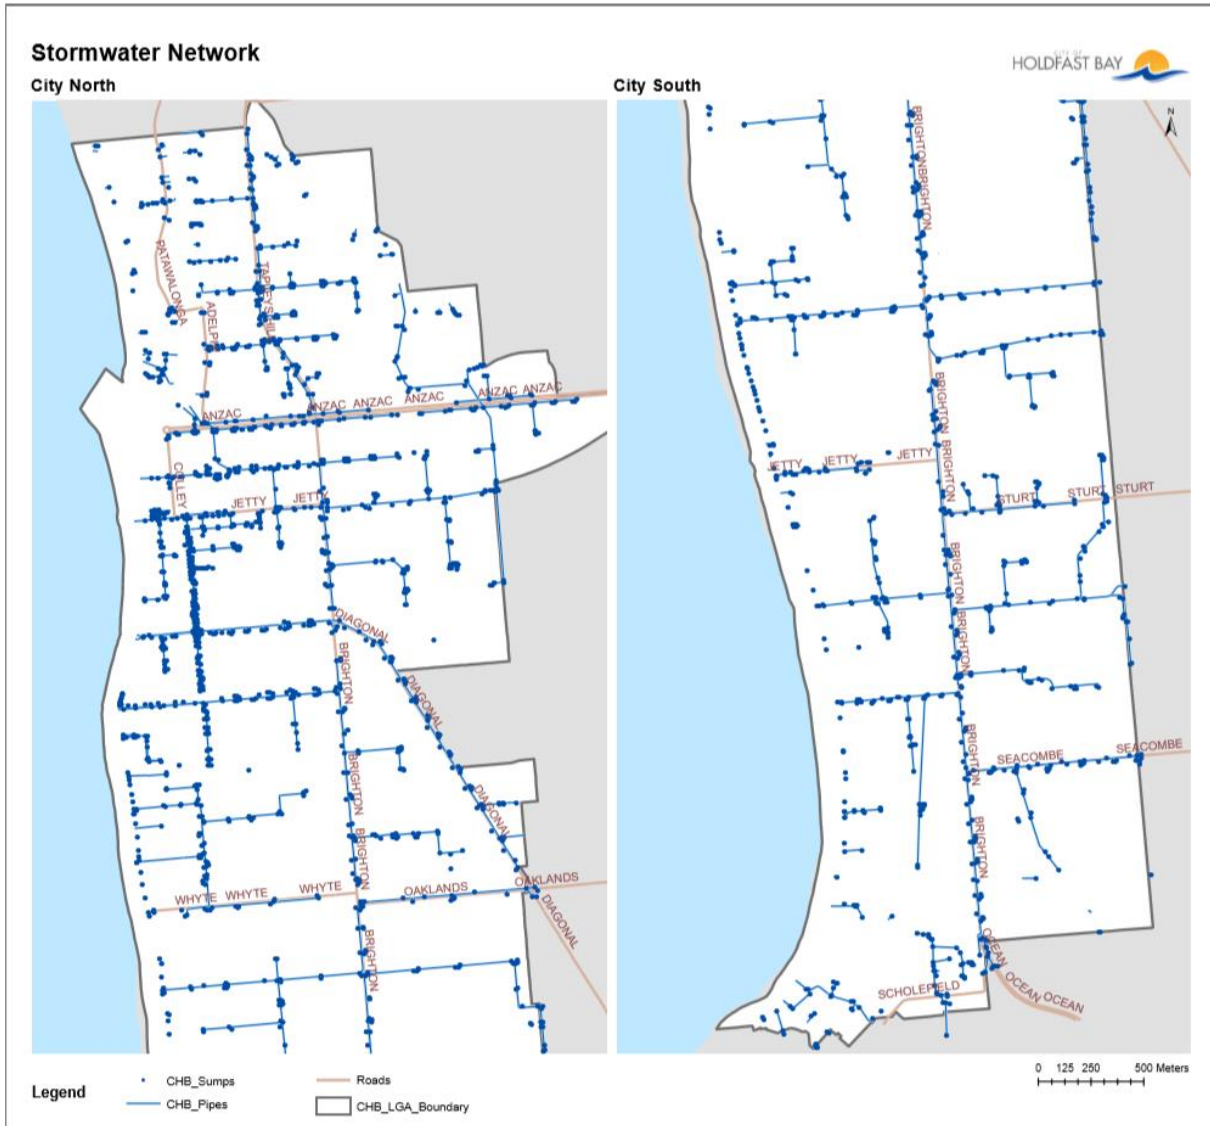 Stormwater Network
CITY OF
HOLDFAST BAY
City North
City South
N
PATAWALONGA
TAPLEYS HILL
ANZAC
ANZAC
ANZAC
ANZAC
ANZAC ANZAC
COLLEY
JETTY
JETTY
DIAGONAL
BRIGHTON
DIAGONAL
BRIGHTON
DIAGONAL
BRIGHTON
WHYTE
WHYTE
WHYTE
OAKLANDS
OAKLANDS
DIAGONAL
BRIGHTON
BRIGHTON
BRIGHTON
BRIGHTON
JETTY
JETTY
JETTY
BRIGHTON
STURT
STURT
STURT
BRIGHTON
BRIGHTON
BRIGHTON
SEACOMBE
SEACOMBE
BRIGHTON
OCEAN
OCEAN
OCEAN
SCHOLEFIELD
Legend
CHB_Sumps
CHB_Pipes
Roads
CHB_LGA_Boundary
0 125 250 500 Meters